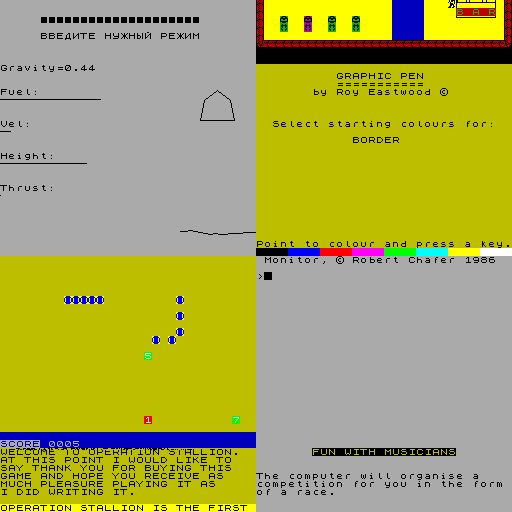 ВВЕДИТЕ НУЖНЫЙ РЕЖИМ
Gravity=0.44
Fuel:
Vel:
Height:
Thrust:
BAR
GRAPHIC PEN
===========
by Roy Eastwood ©
Select starting colours for:
BORDER
Point to colour and press a key.
5
1
7
SCORE 0005
WELCOME TO OPERATION STALLION.
AT THIS POINT I WOULD LIKE TO
SAY THANK YOU FOR BUYING THIS
GAME AND HOPE YOU RECEIVE AS
MUCH PLEASURE PLAYING IT AS
I DID WRITING IT.
OPERATION STALLION IS THE FIRST
Monitor, © Robert Chafer 1986
>
FUN WITH MUSICIANS
The computer will organise a
competition for you in the form
of a race.